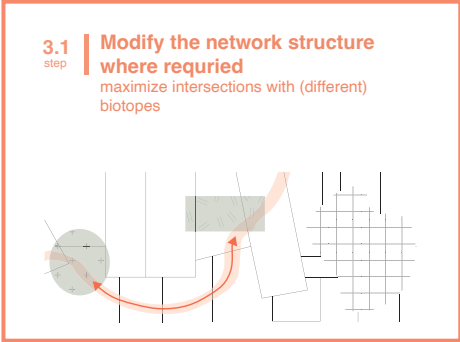 3.1
step
Modify the network structure
where requried
maximize intersections with (different)
biotopes